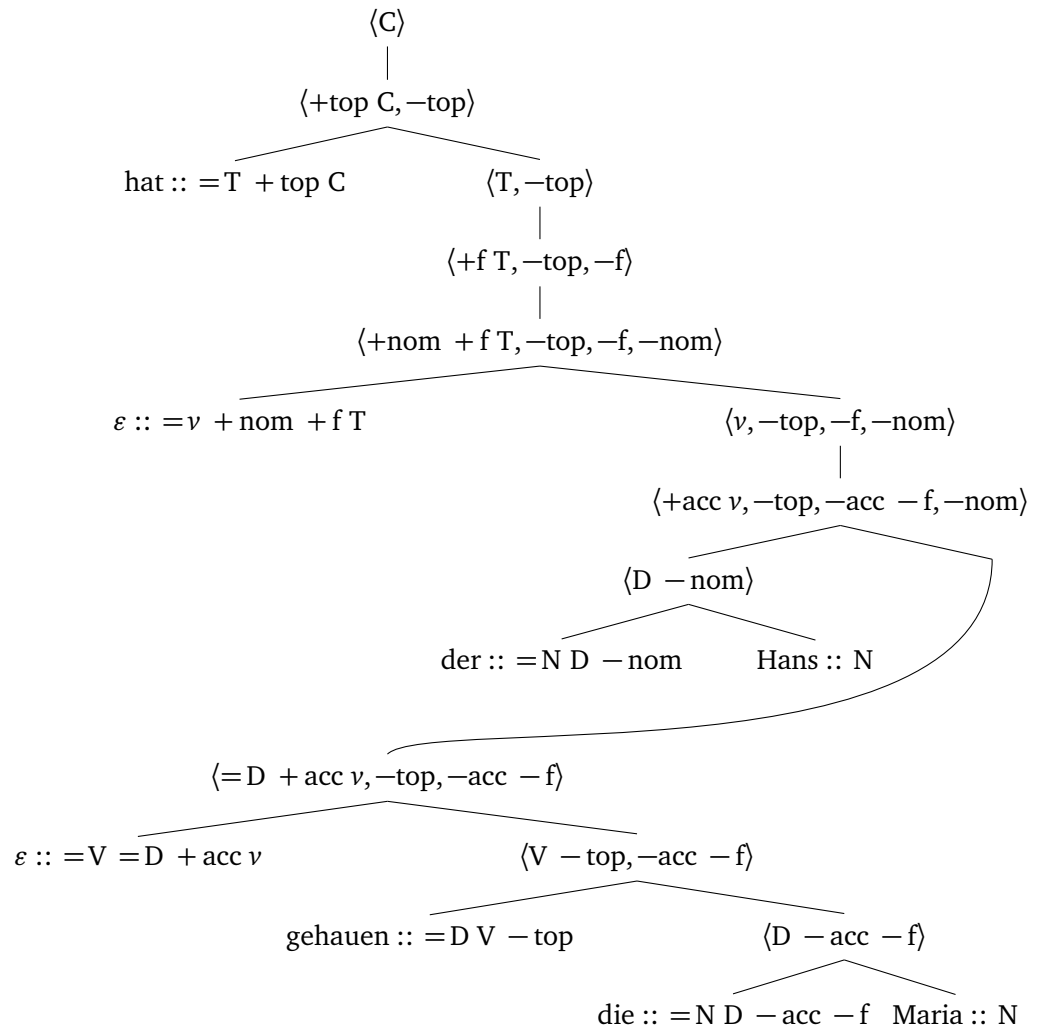 ⟨C⟩
⟨+top C, −top⟩
hat :: =T +top C
⟨T, −top⟩
⟨+f T, −top, −f⟩
⟨+nom +f T, −top, −f, −nom⟩
ε :: =v +nom +f T
⟨v, −top, −f, −nom⟩
⟨+acc v, −top, −acc −f, −nom⟩
⟨D −nom⟩
der :: =N D −nom
Hans :: N
⟨=D +acc v, −top, −acc −f⟩
ε :: =V =D +acc v
⟨V −top, −acc −f⟩
gehauen :: =D V −top
⟨D −acc −f⟩
die :: =N D −acc −f
Maria :: N